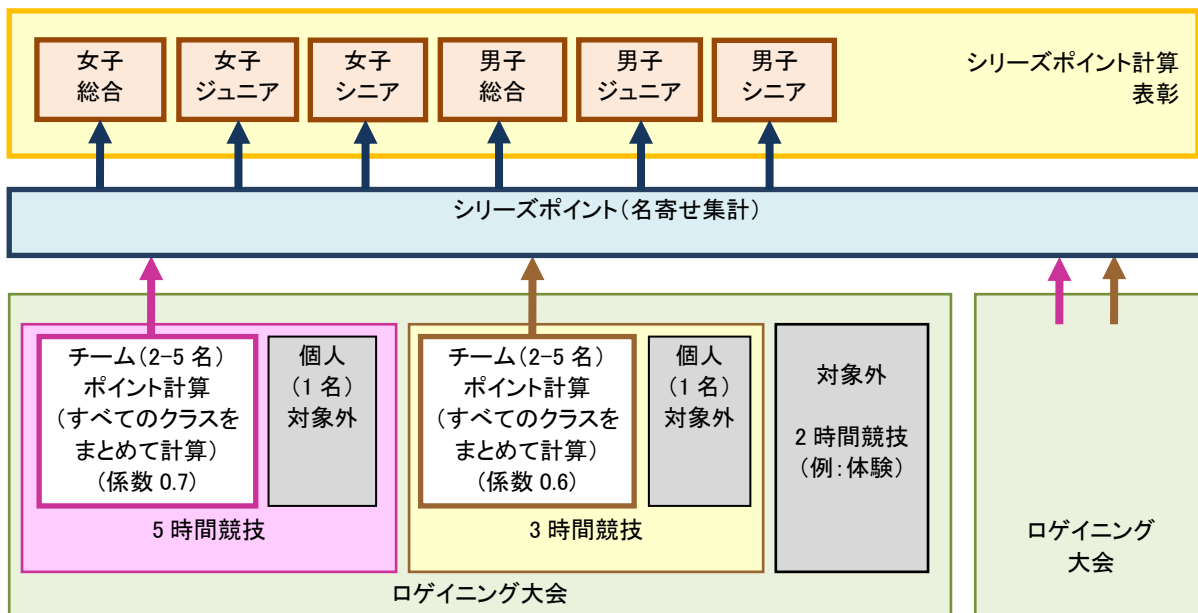 女子
総合
女子
ジュニア
女子
シニア
男子
総合
男子
ジュニア
男子
シニア
シリーズポイント計算
表彰
シリーズポイント（名寄せ集計）
チーム（2-5 名）
ポイント計算
（すべてのクラスを
まとめて計算）
（係数 0.7）
個人
（1 名）
対象外
5 時間競技
チーム（2-5 名）
ポイント計算
（すべてのクラスを
まとめて計算）
（係数 0.6）
個人
（1 名）
対象外
3 時間競技
対象外
2 時間競技
（例：体験）
ロゲイニング大会
ロゲイニング
大会